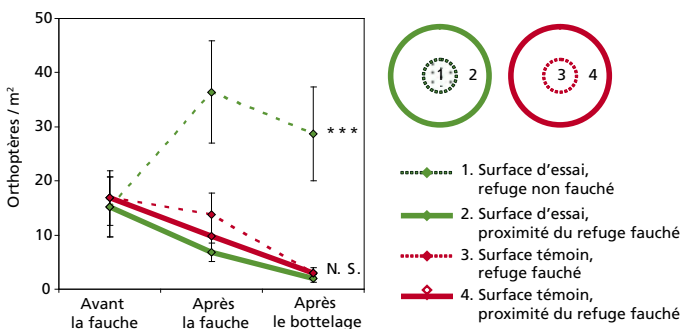 50
40
30
20
10
0
Orthoptères / m²
***
N. S.
Avant
la fauche
Après
la fauche
Après
le bottelage
1 2 3 4
1. Surface d'essai,
refuge non fauché
2. Surface d'essai,
proximité du refuge fauché
3. Surface témoin,
refuge fauché
4. Surface témoin,
proximité du refuge fauché